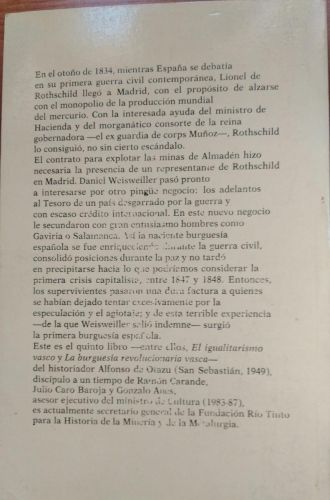 En el otoño de 1834, mientras España se debatía
en su primera guerra civil contemporánea, Lionel de
Rothschild llegó a Madrid, con el propósito de alzarse
con el monopolio de la producción mundial
del mercurio. Con la interesada ayuda del ministro de
Hacienda y del morganático consorte de la reina
gobernadora —el ex guardia de corps Muñoz—, Rothschild
lo consiguió, no sin cierto escándalo.
El contrato para explotar las minas de Almadén hizo
necesaria la presencia de un representante de Rothschild
en Madrid. Daniel Weisweiller pasó pronto
a interesarse por otro pingüe negocio: los adelantos
al Tesoro de un país desgarrado por la guerra y
con escaso crédito internacional. En este nuevo negocio
le secundaron con gran entusiasmo hombres como
Gaviria o Salamanca. Así la naciente burguesía
española se fue enriqueciendo durante la guerra civil,
consolidó posiciones durante la paz y no tardó
en precipitarse hacia lo que podríamos considerar la
primera crisis capitalista, entre 1847 y 1848. Entonces,
los supervivientes pasaron una dura factura a quienes
se habían dejado tentar excesivamente por la
especulación y el agiotaje; y de esta terrible experiencia
—de la que Weisweiller salió indemne— surgió
la primera burguesía española.
Este es el quinto libro —entre ellos, El igualitarismo
vasco y La burguesía revolucionaria vasca—
del historiador Alfonso de Otazu (San Sebastián, 1949),
discípulo a un tiempo de Ramón Carande,
Julio Caro Baroja y Gonzalo Anes,
asesor ejecutivo del ministro de Cultura (1983-87),
es actualmente secretario general de la Fundación Río Tinto
para la Historia de la Minería y de la Metalurgia.